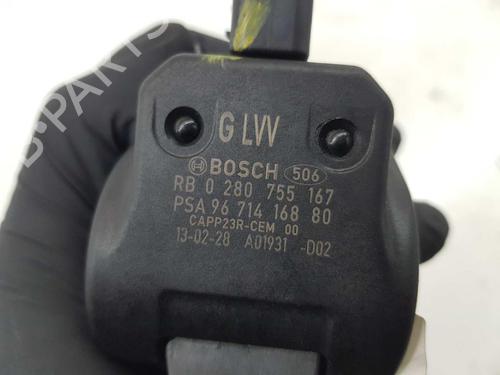 B-PARTS
G LVV
BOSCH 506
RB 0 280 755 167
PSA 96 714 168 80
CAPP23R-CEM 00
13-02-28 A01931 -D02